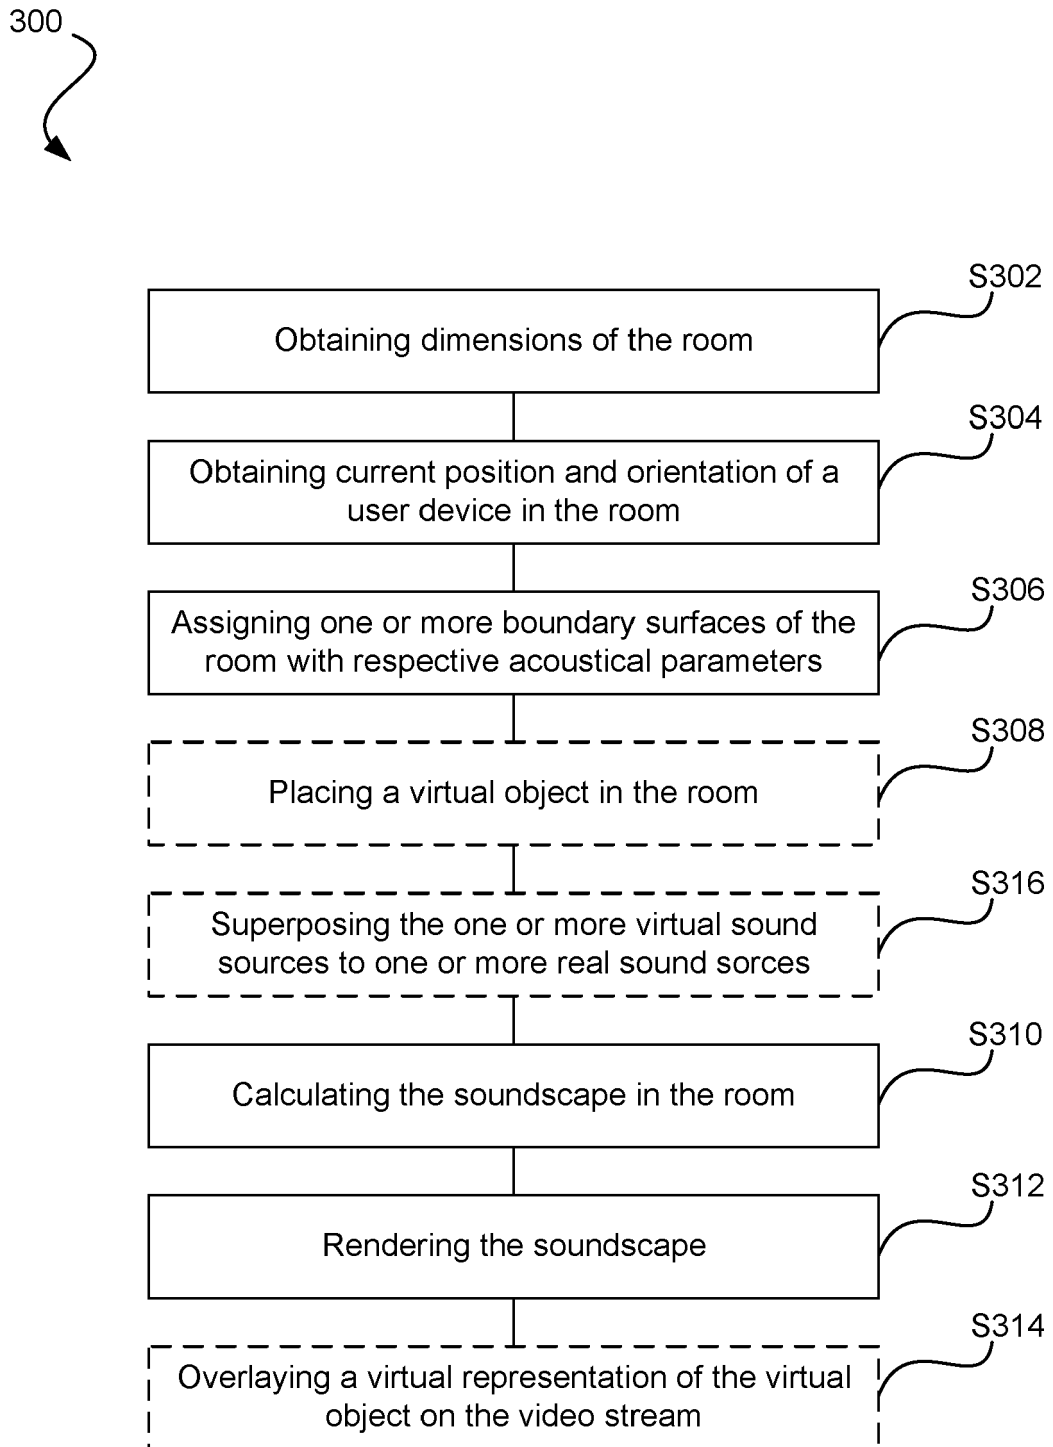 300
S302
Obtaining dimensions of the room
S304
Obtaining current position and orientation of a
user device in the room
S306
Assigning one or more boundary surfaces of the
room with respective acoustical parameters
S308
Placing a virtual object in the room
S316
Superposing the one or more virtual sound
sources to one or more real sound sorces
S310
Calculating the soundscape in the room
S312
Rendering the soundscape
S314
Overlaying a virtual representation of the virtual
object on the video stream